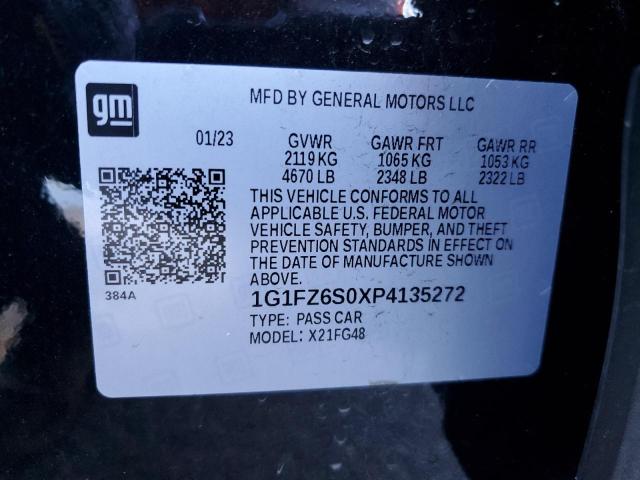 gm
MFD BY GENERAL MOTORS LLC
01/23 GVWR GAWR FRT GAWR RR
2119 KG 1065 KG 1053 KG
4670 LB 2348 LB 2322 LB
THIS VEHICLE CONFORMS TO ALL
APPLICABLE U.S. FEDERAL MOTOR
VEHICLE SAFETY, BUMPER, AND THEFT
PREVENTION STANDARDS IN EFFECT ON
THE DATE OF MANUFACTURE SHOWN
ABOVE.
384A
1G1FZ6S0XP4135272
TYPE: PASS CAR
MODEL: X21FG48